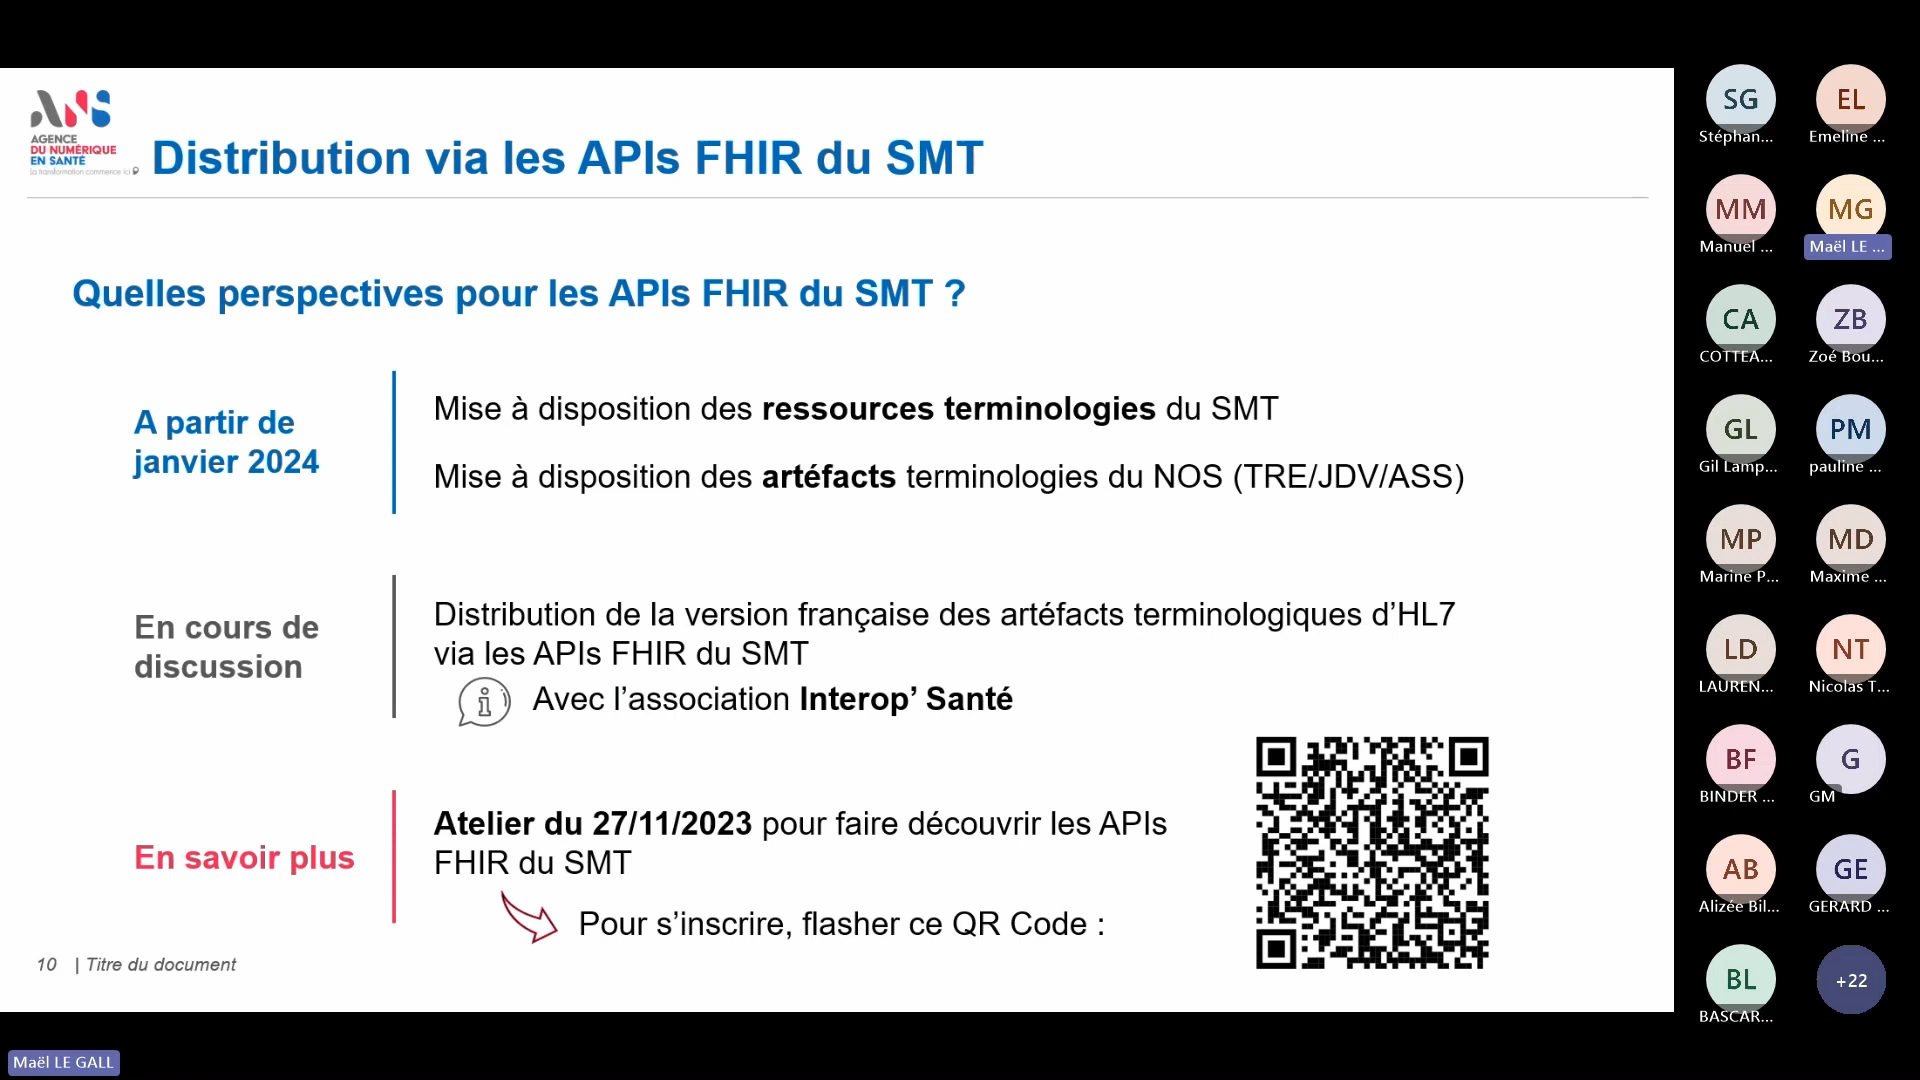 ANS
AGENCE
DU NUMÉRIQUE
EN SANTÉ
La transformation commence ici
Distribution via les APIs FHIR du SMT
Quelles perspectives pour les APIs FHIR du SMT ?
A partir de
janvier 2024
Mise à disposition des ressources terminologies du SMT
Mise à disposition des artéfacts terminologies du NOS (TRE/JDV/ASS)
En cours de
discussion
Distribution de la version française des artéfacts terminologiques d’HL7
via les APIs FHIR du SMT
Avec l’association Interop’ Santé
En savoir plus
Atelier du 27/11/2023 pour faire découvrir les APIs
FHIR du SMT
Pour s’inscrire, flasher ce QR Code :
10 | Titre du document
SG
Stéphan...
EL
Emeline ...
MM
Manuel ...
MG
Maël LE ...
CA
COTTEA...
ZB
Zoé Bou...
GL
Gil Lamp...
PM
pauline ...
MP
Marine P...
MD
Maxime ...
LD
LAUREN...
NT
Nicolas T...
BF
BINDER ...
G
GM
AB
Alizée Bil...
GE
GERARD ...
BL
BASCAR...
+22
Maël LE GALL